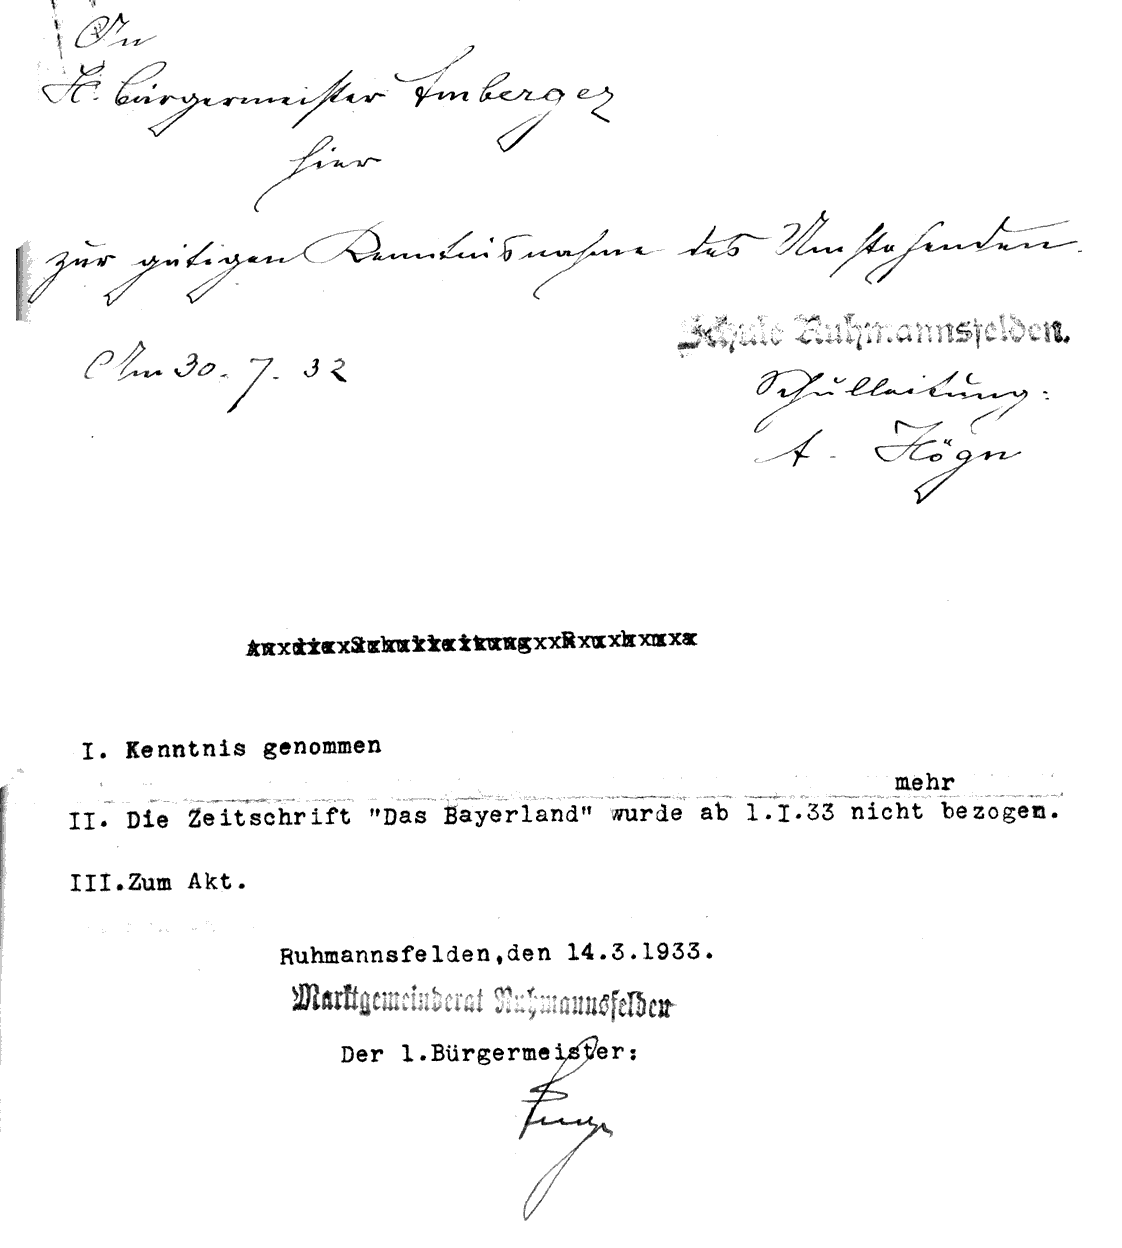 An
H. Bürgermeister Amberger
hier
zur gütigen Kenntnisnahme des Umstehenden.
Schule Ruhmannsfelden.
Am 30. 7. 32
Schulleitung:
A. Högn
I. Kenntnis genommen
mehr
II. Die Zeitschrift "Das Bayerland" wurde ab 1.I.33 nicht bezogen.
III.Zum Akt.
Ruhmannsfelden,den 14.3.1933.
Marktgemeinderat Ruhmannsfelden
Der 1.Bürgermeister: